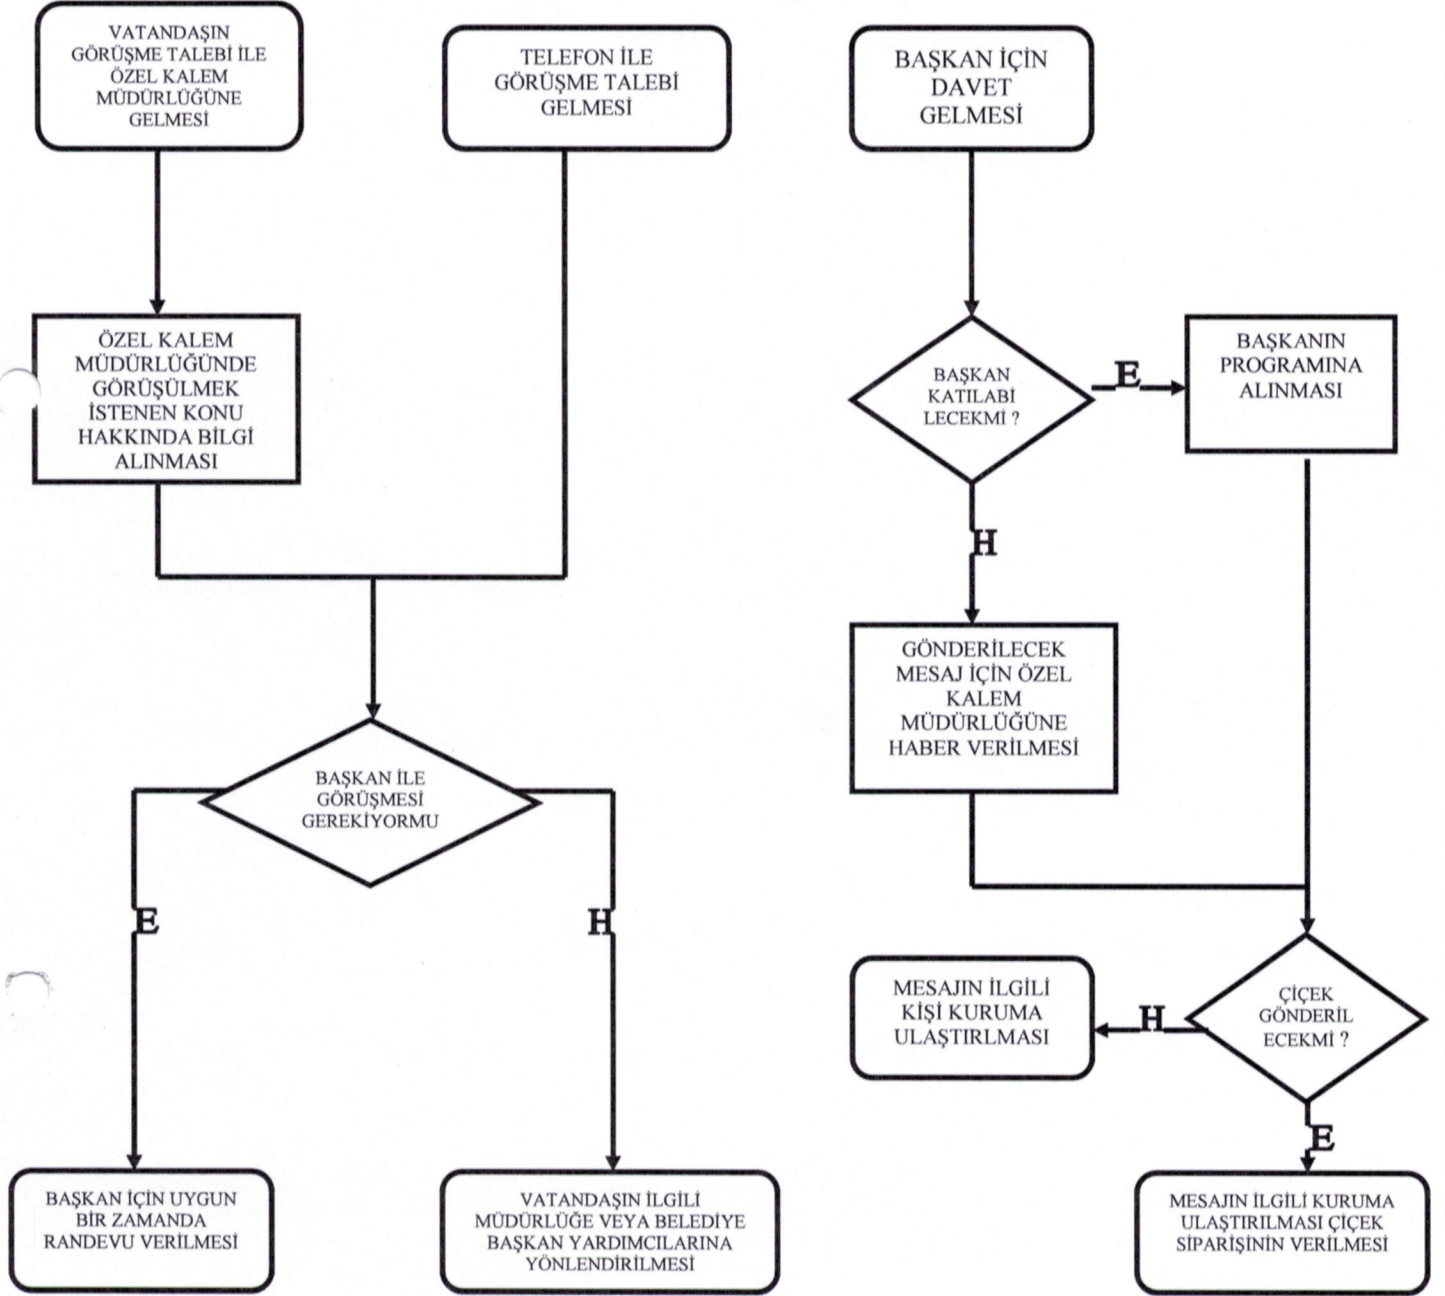 VATANDAŞIN
GÖRÜŞME TALEBİ İLE
ÖZEL KALEM
MÜDÜRLÜĞÜNE
GELMESİ
TELEFON İLE
GÖRÜŞME TALEBİ
GELMESİ
BAŞKAN İÇİN
DAVET
GELMESİ
ÖZEL KALEM
MÜDÜRLÜĞÜNDE
GÖRÜŞÜLMEK
İSTENEN KONU
HAKKINDA BİLGİ
ALINMASI
BAŞKAN
KATILABİ
LECEKMİ ?
E
BAŞKANIN
PROGRAMINA
ALINMASI
H
GÖNDERİLECEK
MESAJ İÇİN ÖZEL
KALEM
MÜDÜRLÜĞÜNE
HABER VERİLMESİ
BAŞKAN İLE
GÖRÜŞMESİ
GEREKİYORMU
E
H
MESAJIN İLGİLİ
KİŞİ KURUMA
ULAŞTIRLMASI
H
ÇİÇEK
GÖNDERİL
ECEKMİ ?
E
BAŞKAN İÇİN UYGUN
BİR ZAMANDA
RANDEVU VERİLMESİ
VATANDAŞIN İLGİLİ
MÜDÜRLÜĞE VEYA BELEDİYE
BAŞKAN YARDIMCILARINA
YÖNLENDİRİLMESİ
MESAJIN İLGİLİ KURUMA
ULAŞTIRILMASI ÇİÇEK
SİPARİŞİNİN VERİLMESİ